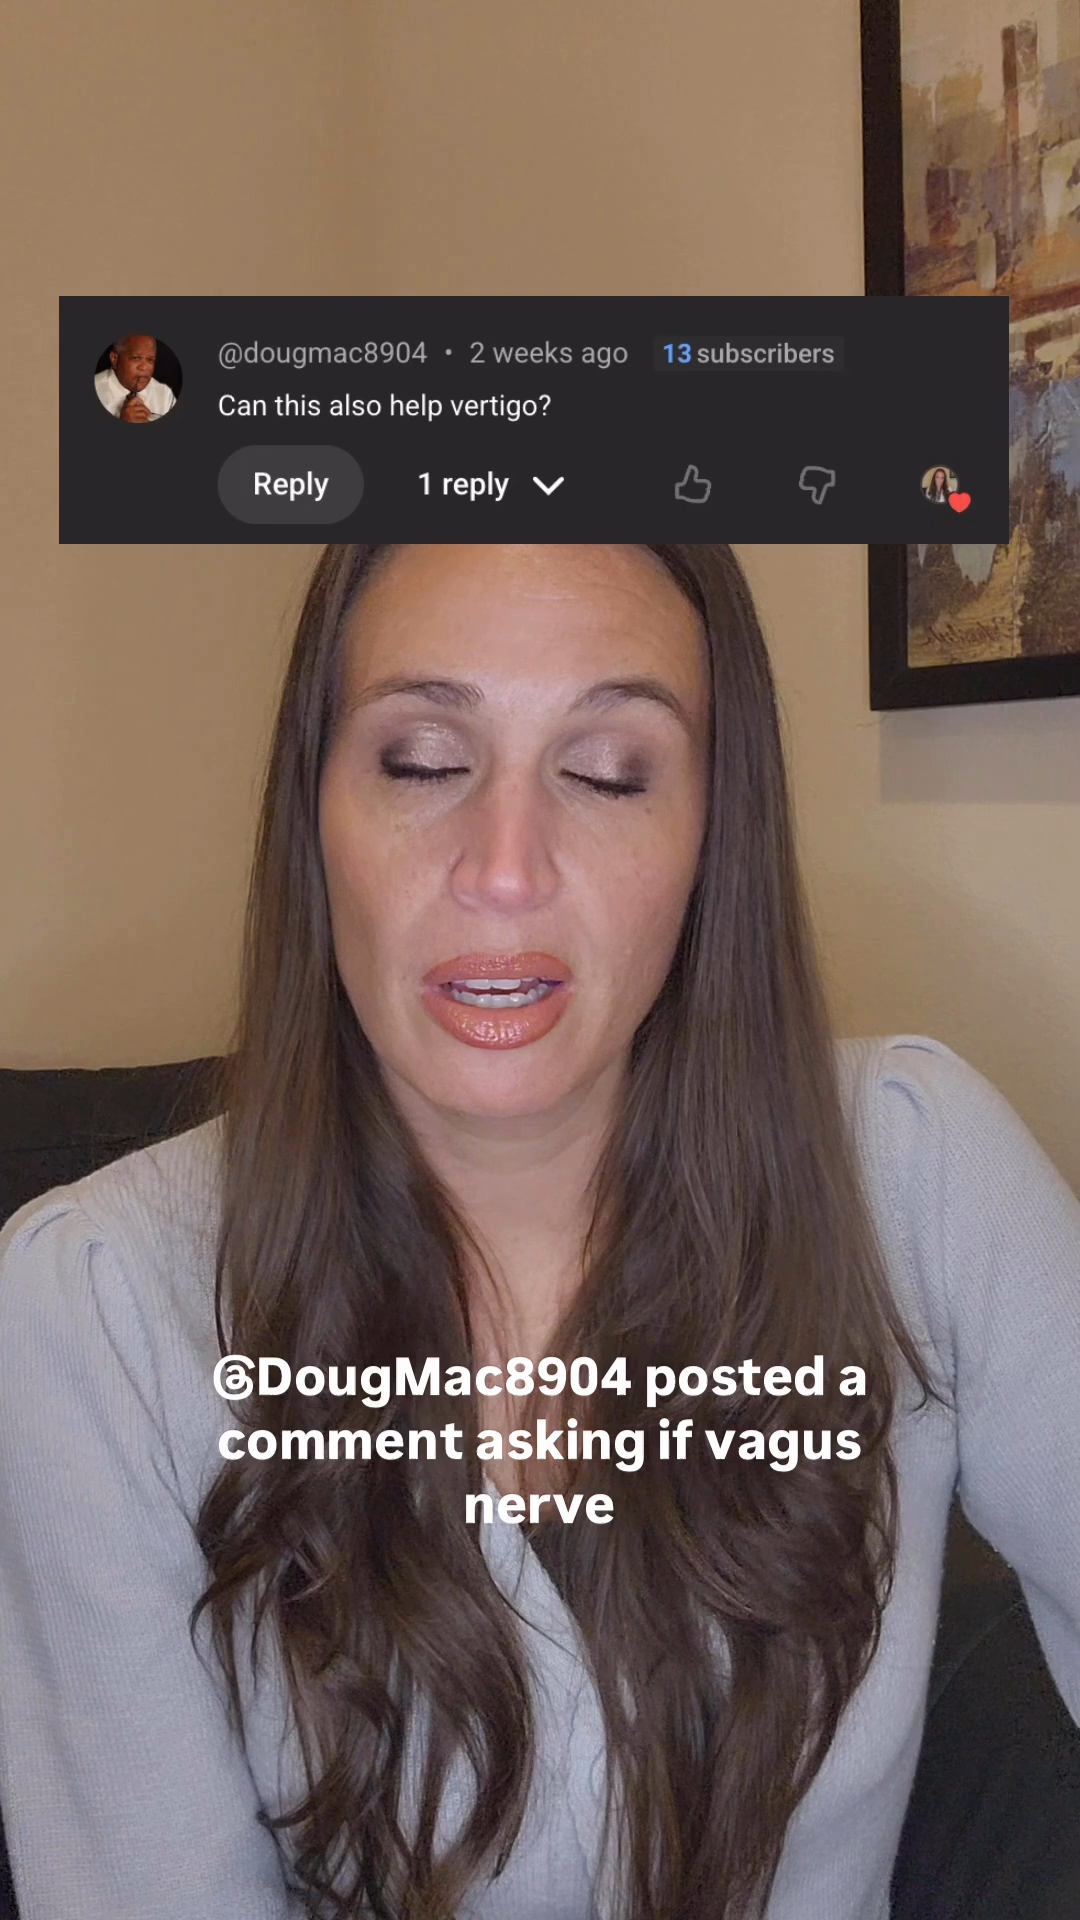 @dougmac8904 • 2 weeks ago 13 subscribers
Can this also help vertigo?
Reply 1 reply
@DougMac8904 posted a
comment asking if vagus
nerve